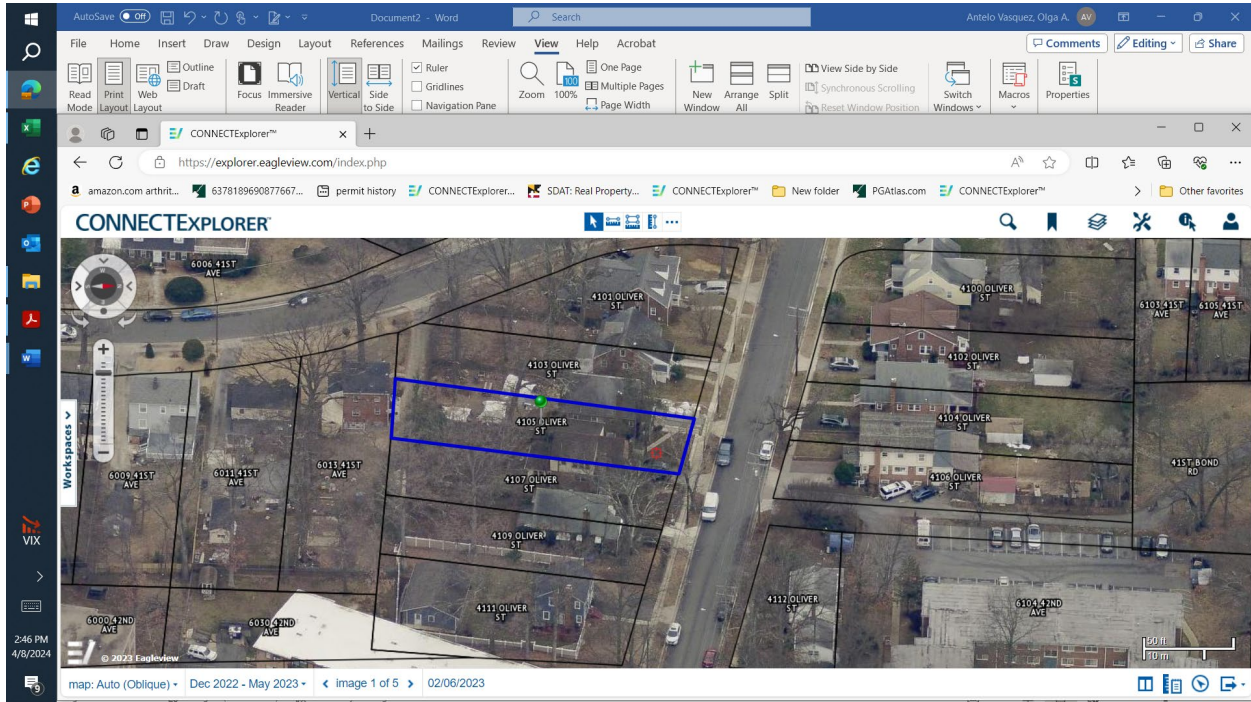 AutoSave Off Document2 - Word Search Antelo Vasquez, Olga A. AV
File Home Insert Draw Design Layout References Mailings Review View Help Acrobat Comments Editing Share
Outline
Draft
Read Mode
Print Layout
Web Layout
Focus
Immersive Reader
Vertical
Side to Side
Ruler
Gridlines
Navigation Pane
Zoom
100
100%
One Page
Multiple Pages
Page Width
New Window
Arrange All
Split
View Side by Side
Synchronous Scrolling
Reset Window Position
Switch Windows
Macros
Properties
CONNECTExplorer™
https://explorer.eagleview.com/index.php
amazon.com arthrit... 6378189690877667... permit history CONNECTExplorer... SDAT: Real Property... CONNECTExplorer™ New folder PGAtlas.com CONNECTExplorer™ Other favorites
CONNECTEXPLORER™
6006 41ST
AVE
4101 OLIVER
ST
4100 OLIVER
ST
6103 41ST
AVE
6105 41ST
AVE
4103 OLIVER
ST
4102 OLIVER
ST
4105 OLIVER
ST
4104 OLIVER
ST
Workspaces
6009 41ST
AVE
6011 41ST
AVE
6013 41ST
AVE
4107 OLIVER
ST
4106 OLIVER
ST
41ST BOND
RD
4109 OLIVER
ST
4111 OLIVER
ST
4112 OLIVER
ST
6104 42ND
AVE
6000 42ND
AVE
6030 42ND
AVE
50 ft
10 m
© 2023 Eagleview
VIX
2:46 PM
4/8/2024
9
map: Auto (Oblique) Dec 2022 - May 2023 image 1 of 5 02/06/2023